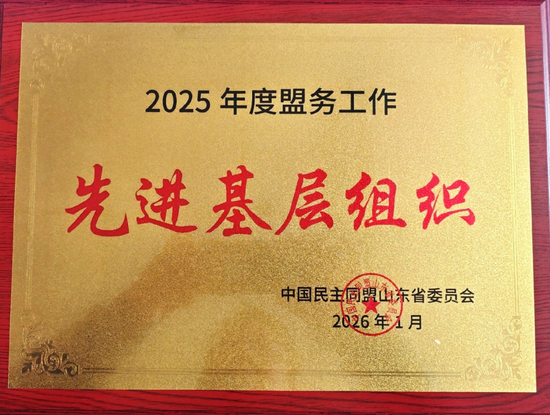 2025 年度盟务工作
先进基层组织
中国民主同盟山东省委员会
2026 年 1 月